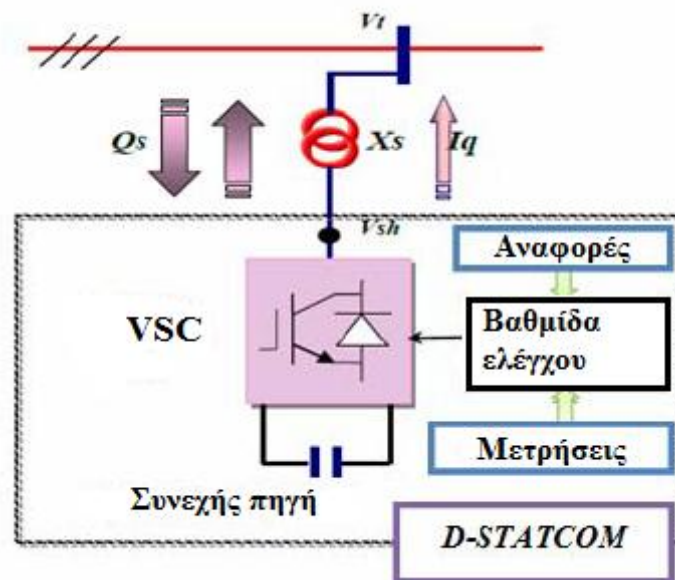 Vt
Qs
Xs
Iq
Vsh
Αναφορές
VSC
Βαθμίδα
ελέγχου
Μετρήσεις
Συνεχής πηγή
D-STATCOM